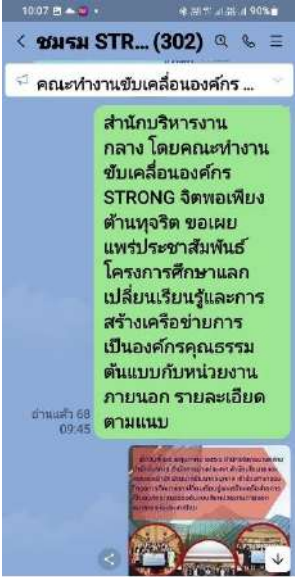 10:07
90%
ชมรม STR... (302)
คณะทำงานขับเคลื่อนองค์กร ...
สำนักบริหารงาน
กลาง โดยคณะทำงาน
ขับเคลื่อนองค์กร
STRONG จิตพอเพียง
ต้านทุจริต ขอเผย
แพร่ประชาสัมพันธ์
โครงการศึกษาแลก
เปลี่ยนเรียนรู้และการ
สร้างเครือข่ายการ
เป็นองค์กรคุณธรรม
ต้นแบบกับหน่วยงาน
ภายนอก รายละเอียด
ตามแนบ
อ่านแล้ว 68
09:45